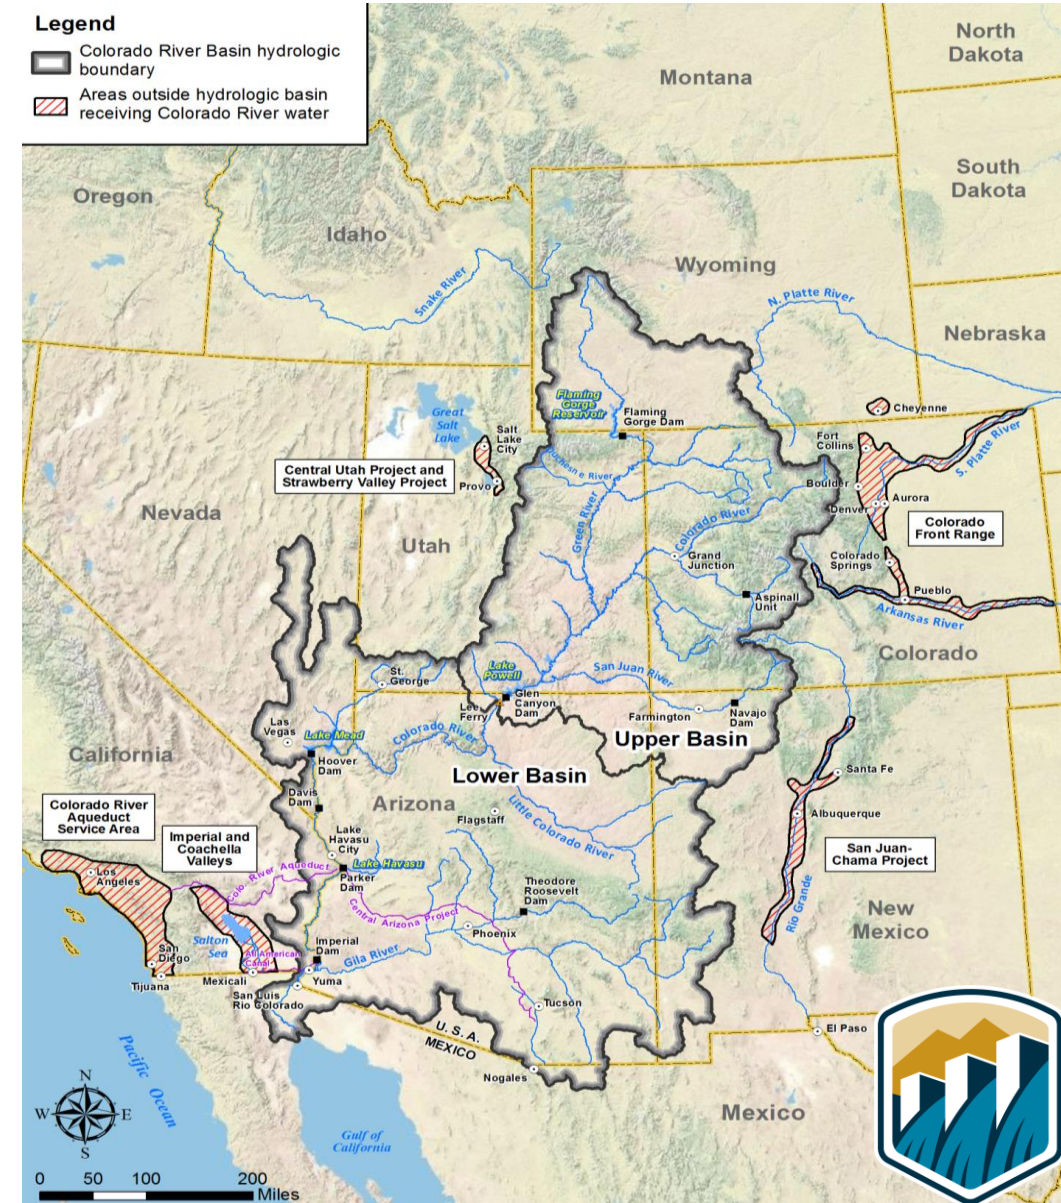 Legend
Colorado River Basin hydrologic
boundary
Areas outside hydrologic basin
receiving Colorado River water
North
Dakota
Montana
South
Dakota
Oregon
Idaho
Wyoming
Snake River
N. Platte River
Nebraska
Flaming
Gorge
Reservoir
Flaming
Gorge Dam
Cheyenne
Great
Salt
Lake
Salt
Lake
City
Fort
Collins
S. Platte River
Central Utah Project and
Strawberry Valley Project
Provo
Duchesne River
Boulder
Aurora
Denver
Nevada
Green River
Colorado River
Colorado
Front Range
Utah
Grand
Junction
Colorado
Springs
Aspinall
Unit
Pueblo
Arkansas River
Colorado
St.
George
Lake
Powell
San Juan River
Glen
Canyon
Dam
Lee
Ferry
Farmington
Navajo
Dam
Las
Vegas
Lake Mead
Colorado River
Upper Basin
California
Hoover
Dam
Lower Basin
Santa Fe
Davis
Dam
Arizona
Colorado River
Aqueduct
Service Area
Flagstaff
Little Colorado River
Albuquerque
Imperial and
Coachella
Valleys
Lake
Havasu
City
San Juan-
Chama Project
Lake Havasu
Los
Angeles
Colo. River Aqueduct
Parker
Dam
Theodore
Roosevelt
Dam
Rio Grande
Central Arizona Project
New
Mexico
Phoenix
Salton
Sea
San
Diego
Imperial
Dam
Gila River
All American
Canal
Tijuana
Mexicali
Yuma
San Luis
Rio Colorado
Tucson
U. S. A.
MEXICO
El Paso
Pacific Ocean
Nogales
N
W
E
S
Mexico
Gulf of
California
0
50
100
200
Miles